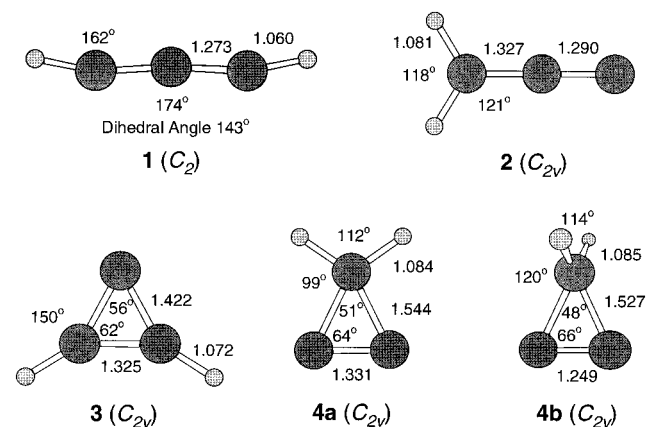 162° 1.273 1.060
174°
Dihedral Angle 143°
1 (C2)
1.081 1.327 1.290
118°
121°
2 (C2v)
150° 56° 1.422
62°
1.325 1.072
3 (C2v)
112°
99° 1.084
51° 1.544
64°
1.331
4a (C2v)
114°
1.085
120°
48° 1.527
66°
1.249
4b (C2v)